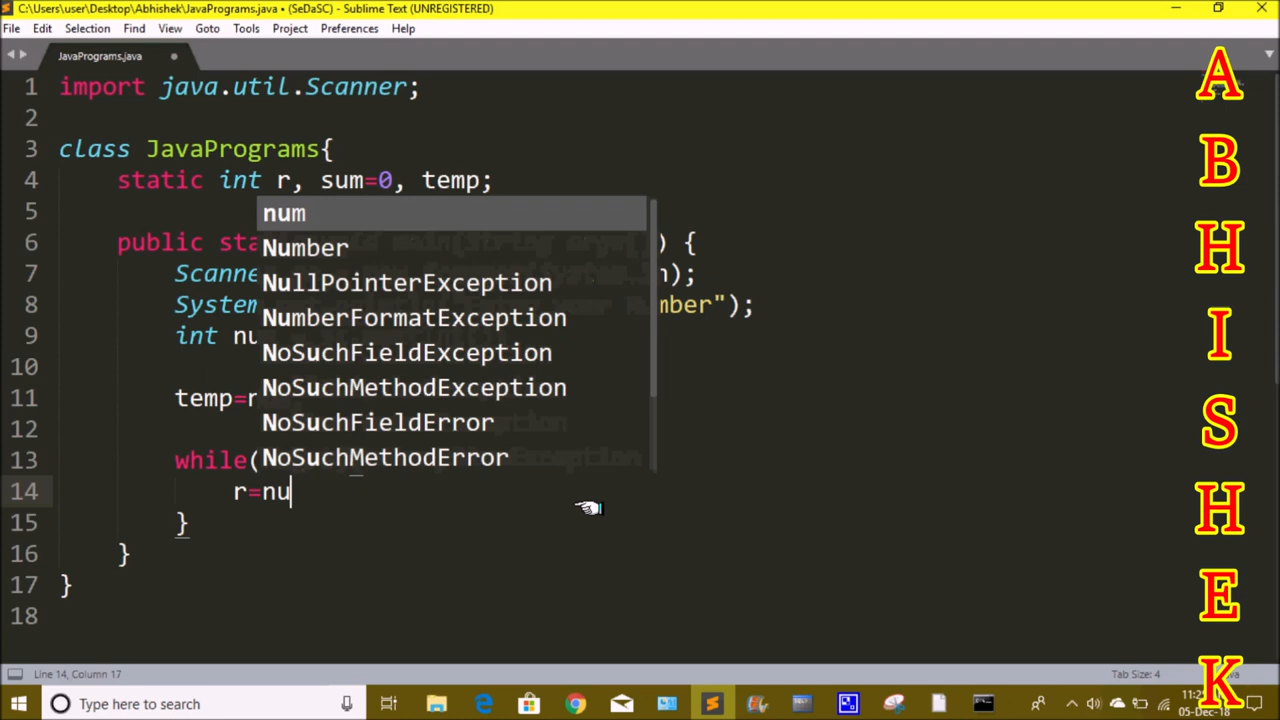 C:\Users\user\Desktop\Abhishek\JavaPrograms.java • (SeDaSC) - Sublime Text (UNREGISTERED)
File Edit Selection Find View Goto Tools Project Preferences Help
JavaPrograms.java
1 import java.util.Scanner;
2
3 class JavaPrograms{
4 static int r, sum=0, temp;
5
num
6 public sta ) {
Number
7 Scanne );
NullPointerException
8 System mber");
NumberFormatException
9 int nu
NoSuchFieldException
10
NoSuchMethodException
11 temp=
NoSuchFieldError
12
NoSuchMethodError
13 while(
14 r=nu
15 }
16 }
17 }
18
Line 14, Column 17
Tab Size: 4
Type here to search
05-Dec-18
A
B
H
I
S
H
E
K